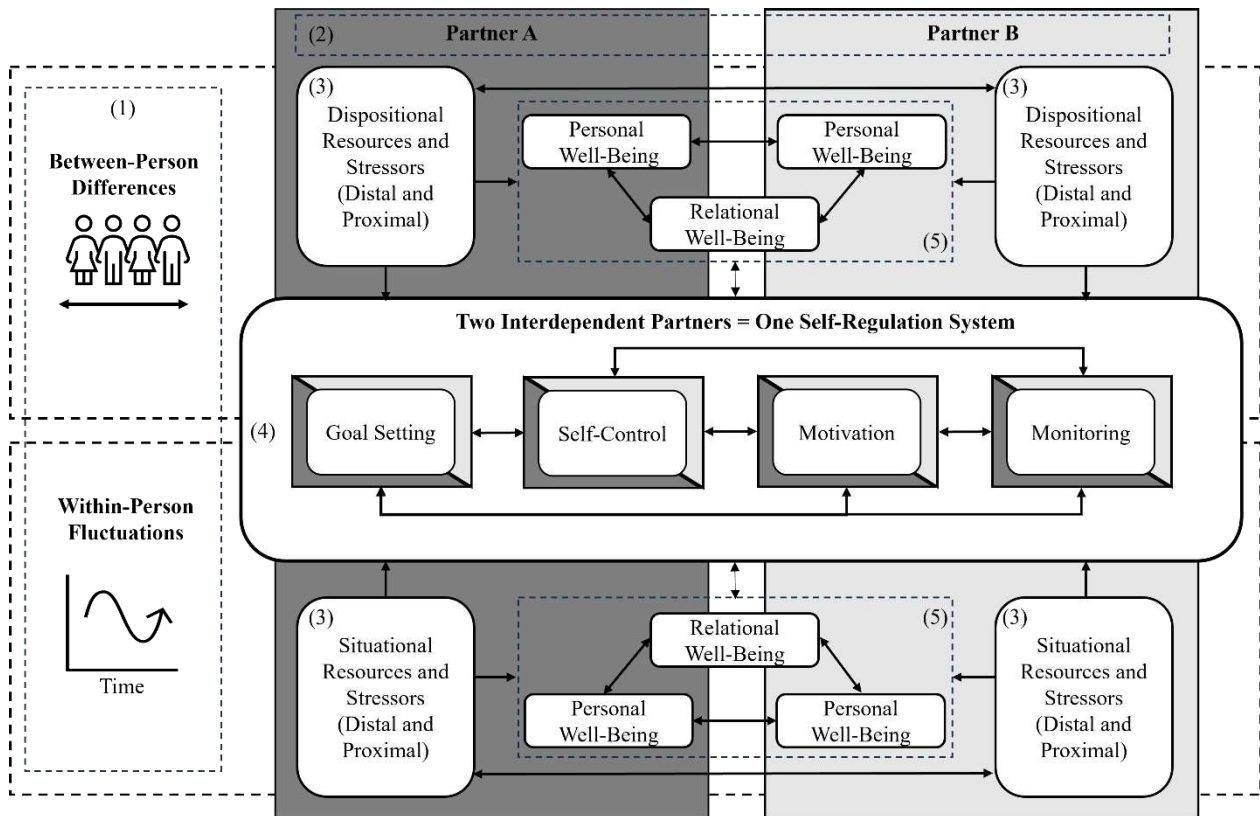 (2)
Partner A
Partner B
(1)
Between-Person
Differences
(3)
Dispositional
Resources and
Stressors
(Distal and
Proximal)
Personal
Well-Being
Personal
Well-Being
Relational
Well-Being
(5)
(3)
Dispositional
Resources and
Stressors
(Distal and
Proximal)
Two Interdependent Partners = One Self-Regulation System
(4)
Goal Setting
Self-Control
Motivation
Monitoring
Within-Person
Fluctuations
Time
(3)
Situational
Resources and
Stressors
(Distal and
Proximal)
Relational
Well-Being
(5)
Personal
Well-Being
Personal
Well-Being
(3)
Situational
Resources and
Stressors
(Distal and
Proximal)